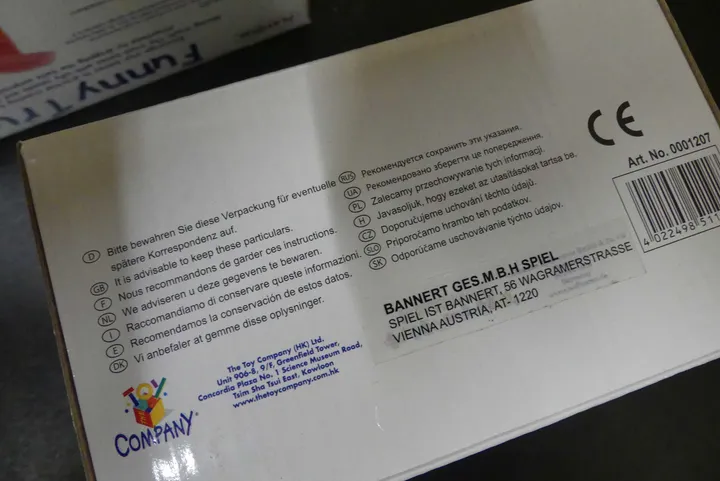 Funny Tru
CE
Art. No. 0001207
4 022498 511
D Bitte bewahren Sie diese Verpackung für eventuelle
spätere Korrespondenz auf.
GB It is advisable to keep these particulars.
F Nous recommandons de garder ces instructions.
NL We adviseren u deze gegevens te bewaren.
I Raccomandiamo di conservare queste informazioni.
E Recomendamos la conservación de estos datos.
DK Vi anbefaler at gemme disse oplysninger.
RUS Рекомендуется сохранить эти указания.
UA Рекомендовано зберегти це попередження.
PL Zalecamy przechowywanie tych informacji.
H Javasoljuk, hogy ezeket az utasításokat tartsa be.
CZ Doporučujeme uchování těchto údajů.
SLO Priporočamo hrambo teh podatkov.
SK Odporúčame uschovávanie týchto údajov.
BANNERT GES.M.B.H SPIEL
SPIEL IST BANNERT, 56 WAGRAMERSTRASSE
VIENNA AUSTRIA, AT- 1220
TOY
COMPANY
The Toy Company (HK) Ltd.
Unit 906-8, 9/F, Greenfield Tower,
Concordia Plaza No. 1 Science Museum Road,
Tsim Sha Tsui East, Kowloon
www.thetoycompany.com.hk